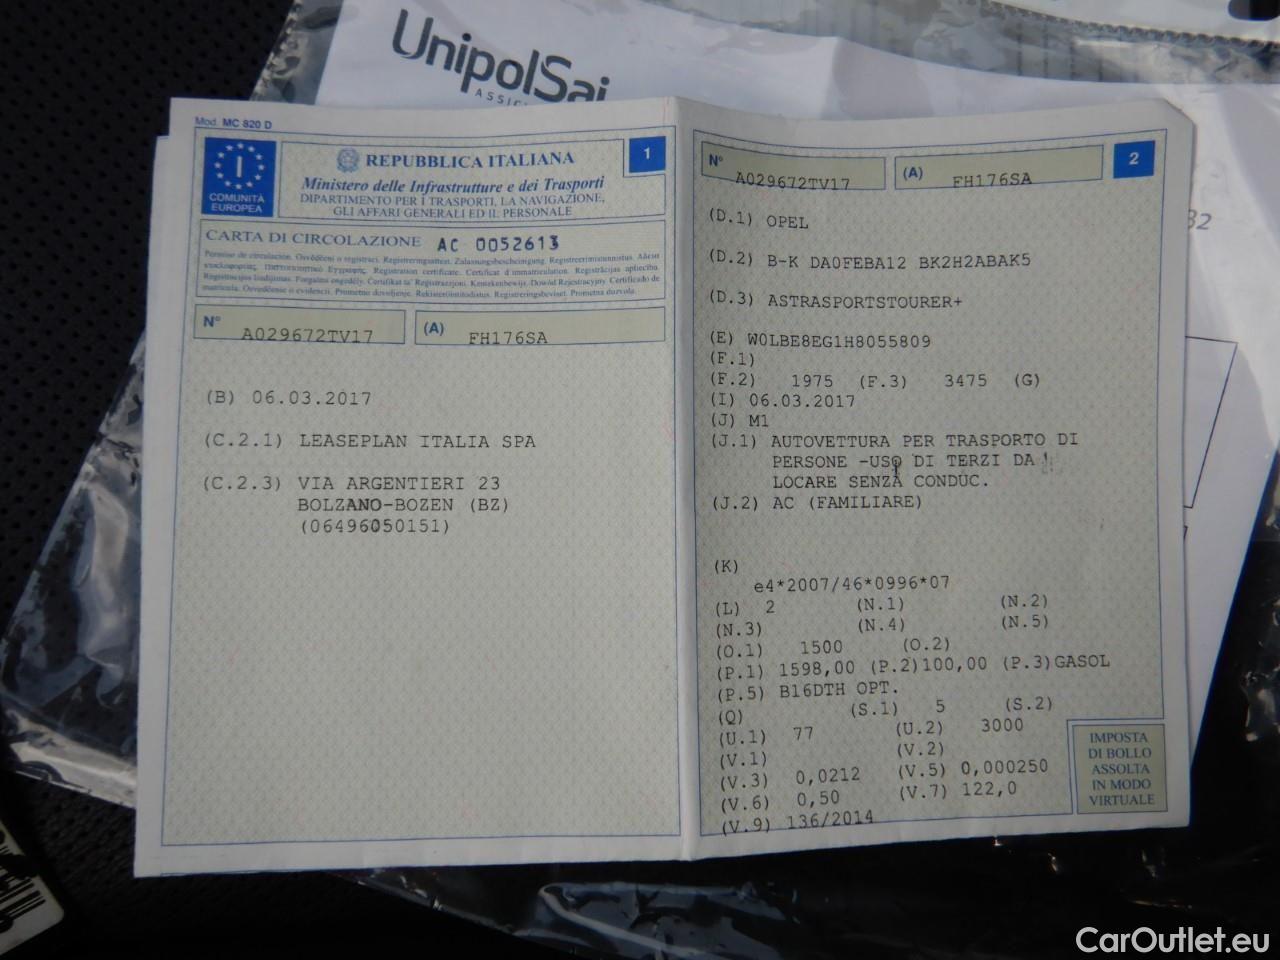 UnipolSai
Mod. MC 820 D
I
COMUNITÀ
EUROPEA
REPUBBLICA ITALIANA
Ministero delle Infrastrutture e dei Trasporti
DIPARTIMENTO PER I TRASPORTI, LA NAVIGAZIONE,
GLI AFFARI GENERALI ED IL PERSONALE
1
CARTA DI CIRCOLAZIONE AC 0052613
N° A029672TV17 (A) FH176SA
(B) 06.03.2017
(C.2.1) LEASEPLAN ITALIA SPA
(C.2.3) VIA ARGENTIERI 23
BOLZANO-BOZEN (BZ)
(06496050151)
N° A029672TV17 (A) FH176SA 2
(D.1) OPEL
(D.2) B-K DA0FEBA12 BK2H2ABAK5
(D.3) ASTRASPORTSTOURER+
(E) W0LBE8EG1H8055809
(F.1)
(F.2) 1975 (F.3) 3475 (G)
(I) 06.03.2017
(J) M1
(J.1) AUTOVETTURA PER TRASPORTO DI
PERSONE -USO DI TERZI DA
LOCARE SENZA CONDUC.
(J.2) AC (FAMILIARE)
(K)
e4*2007/46*0996*07
(L) 2 (N.1) (N.2)
(N.3) (N.4) (N.5)
(O.1) 1500 (O.2)
(P.1) 1598,00 (P.2)100,00 (P.3)GASOL
(P.5) B16DTH OPT.
(Q) (S.1) 5 (S.2)
(U.1) 77 (U.2) 3000
(V.1) (V.2)
(V.3) 0,0212 (V.5) 0,000250
(V.6) 0,50 (V.7) 122,0
(V.9) 136/2014
IMPOSTA
DI BOLLO
ASSOLTA
IN MODO
VIRTUALE
CarOutlet.eu